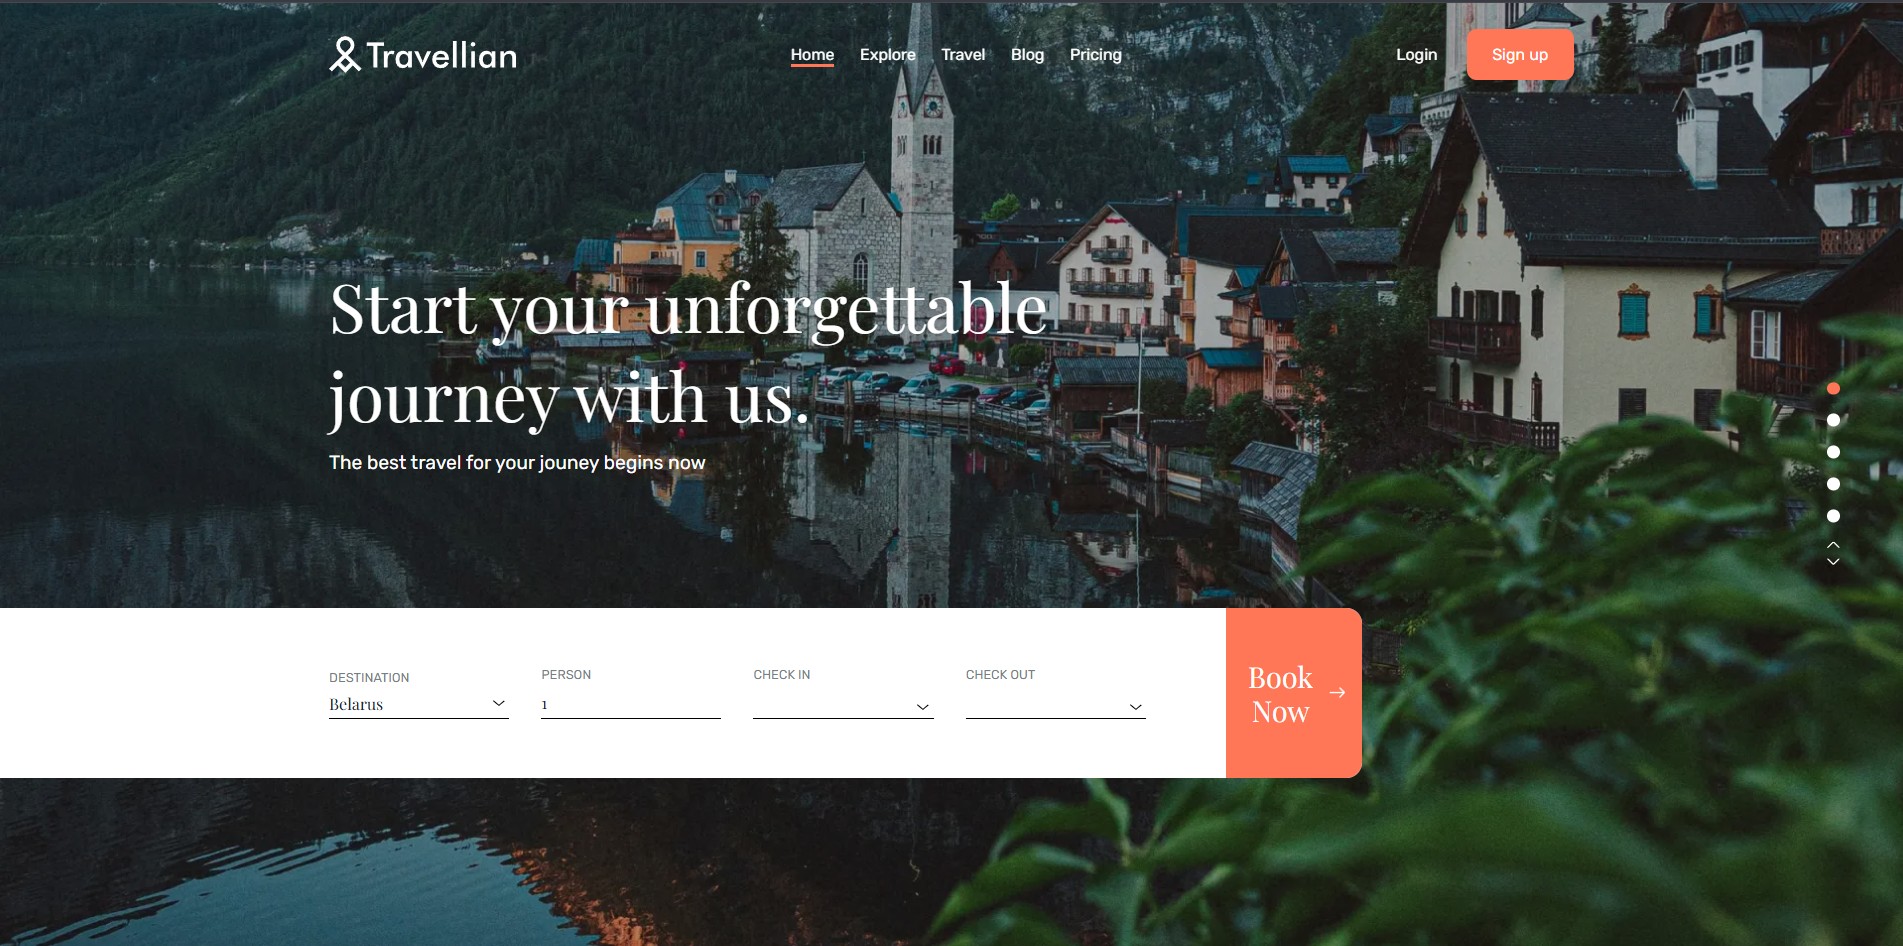 Travellian
Home Explore Travel Blog Pricing
Login Sign up
Start your unforgettable
journey with us.
The best travel for your jouney begins now
DESTINATION PERSON CHECK IN CHECK OUT
Belarus 1
Book
Now →